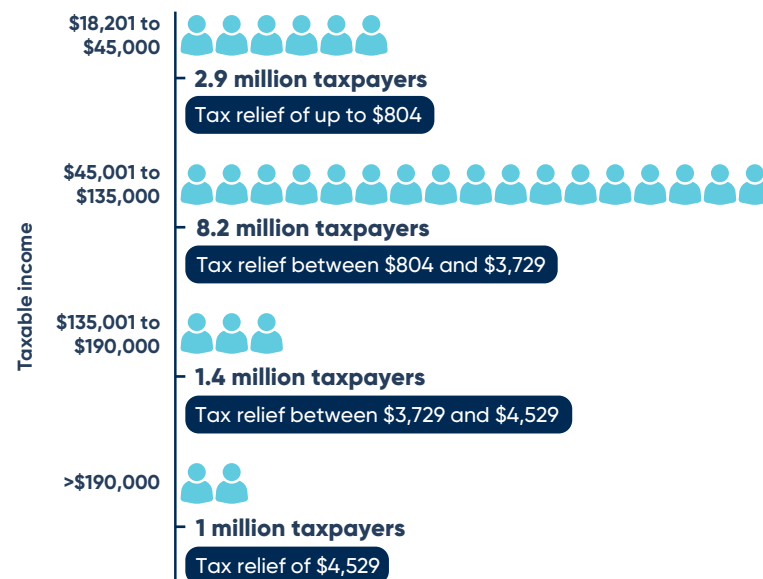 $18,201 to
$45,000
2.9 million taxpayers
Tax relief of up to $804
$45,001 to
$135,000
8.2 million taxpayers
Tax relief between $804 and $3,729
Taxable income
$135,001 to
$190,000
1.4 million taxpayers
Tax relief between $3,729 and $4,529
>$190,000
1 million taxpayers
Tax relief of $4,529